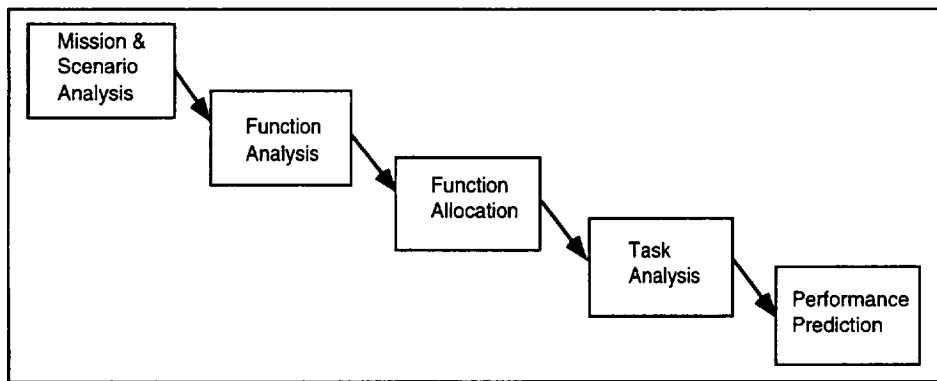 Mission &
Scenario
Analysis
Function
Analysis
Function
Allocation
Task
Analysis
Performance
Prediction